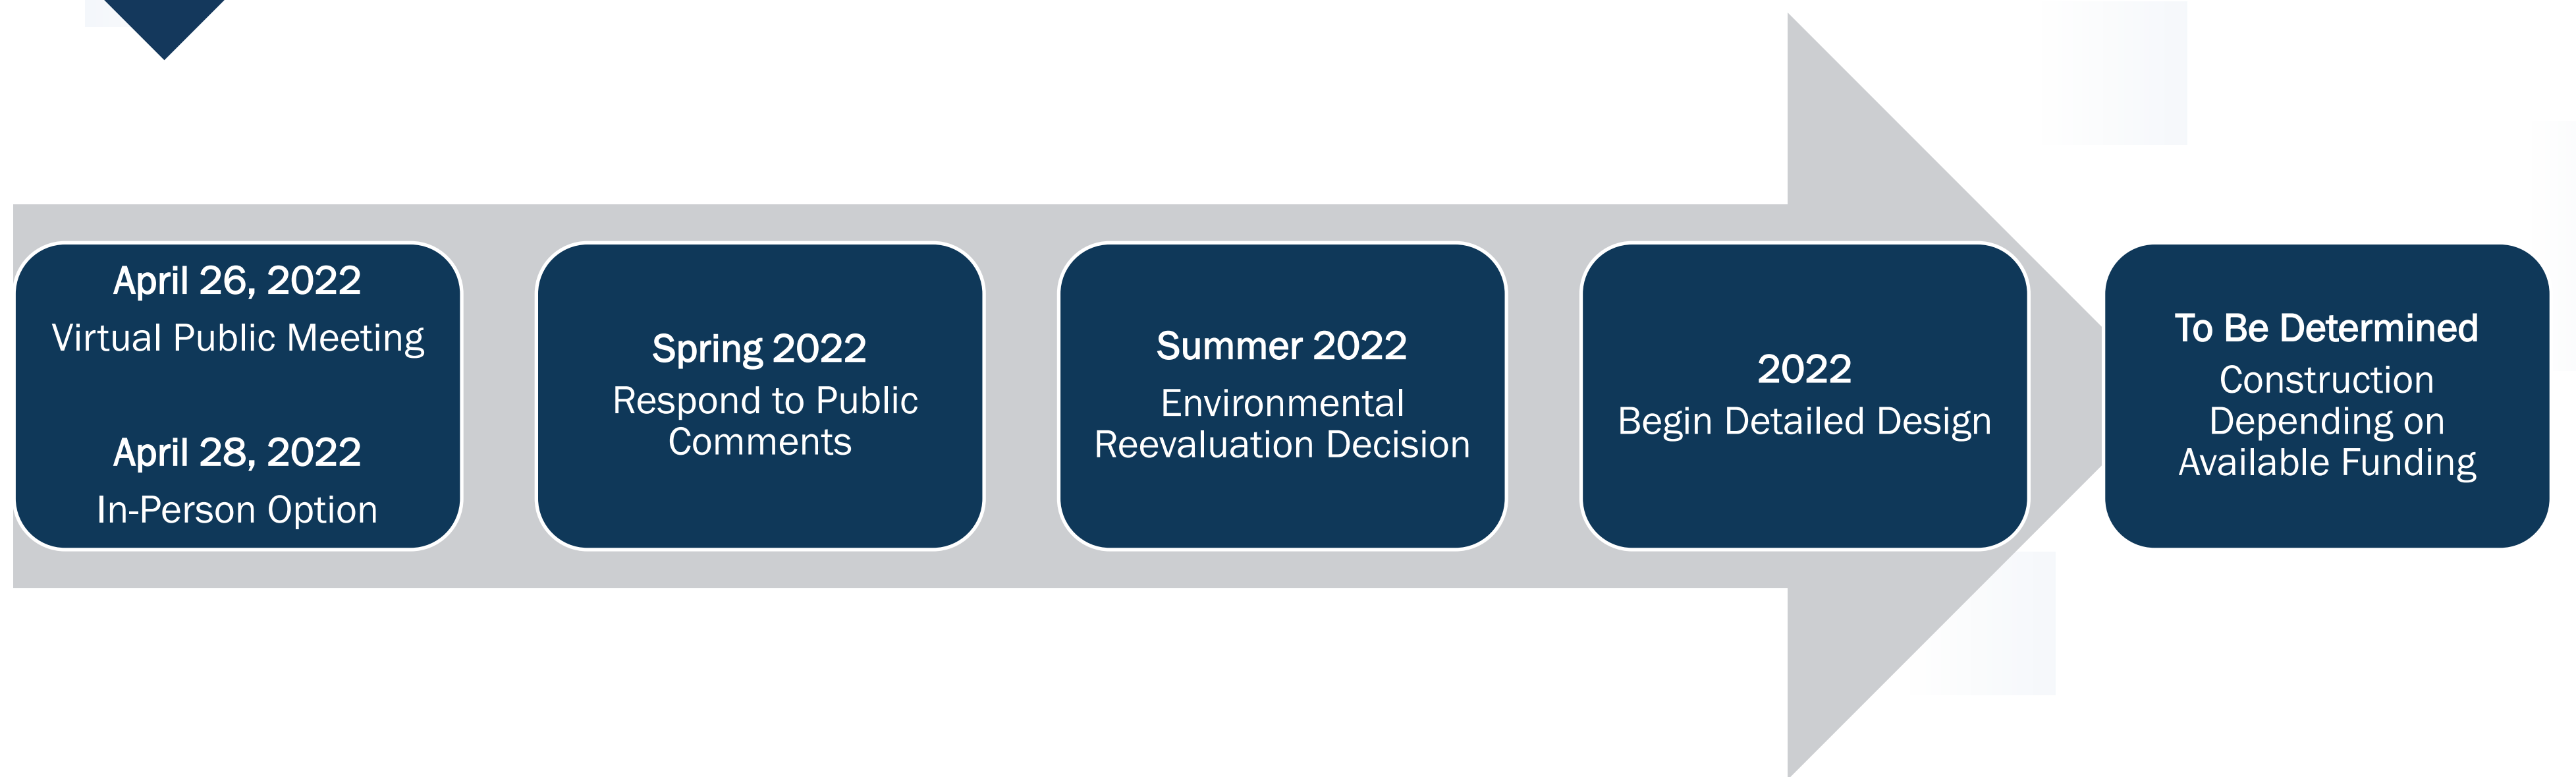 April 26, 2022
Virtual Public Meeting
April 28, 2022
In-Person Option
Spring 2022
Respond to Public
Comments
Summer 2022
Environmental
Reevaluation Decision
2022
Begin Detailed Design
To Be Determined
Construction
Depending on
Available Funding